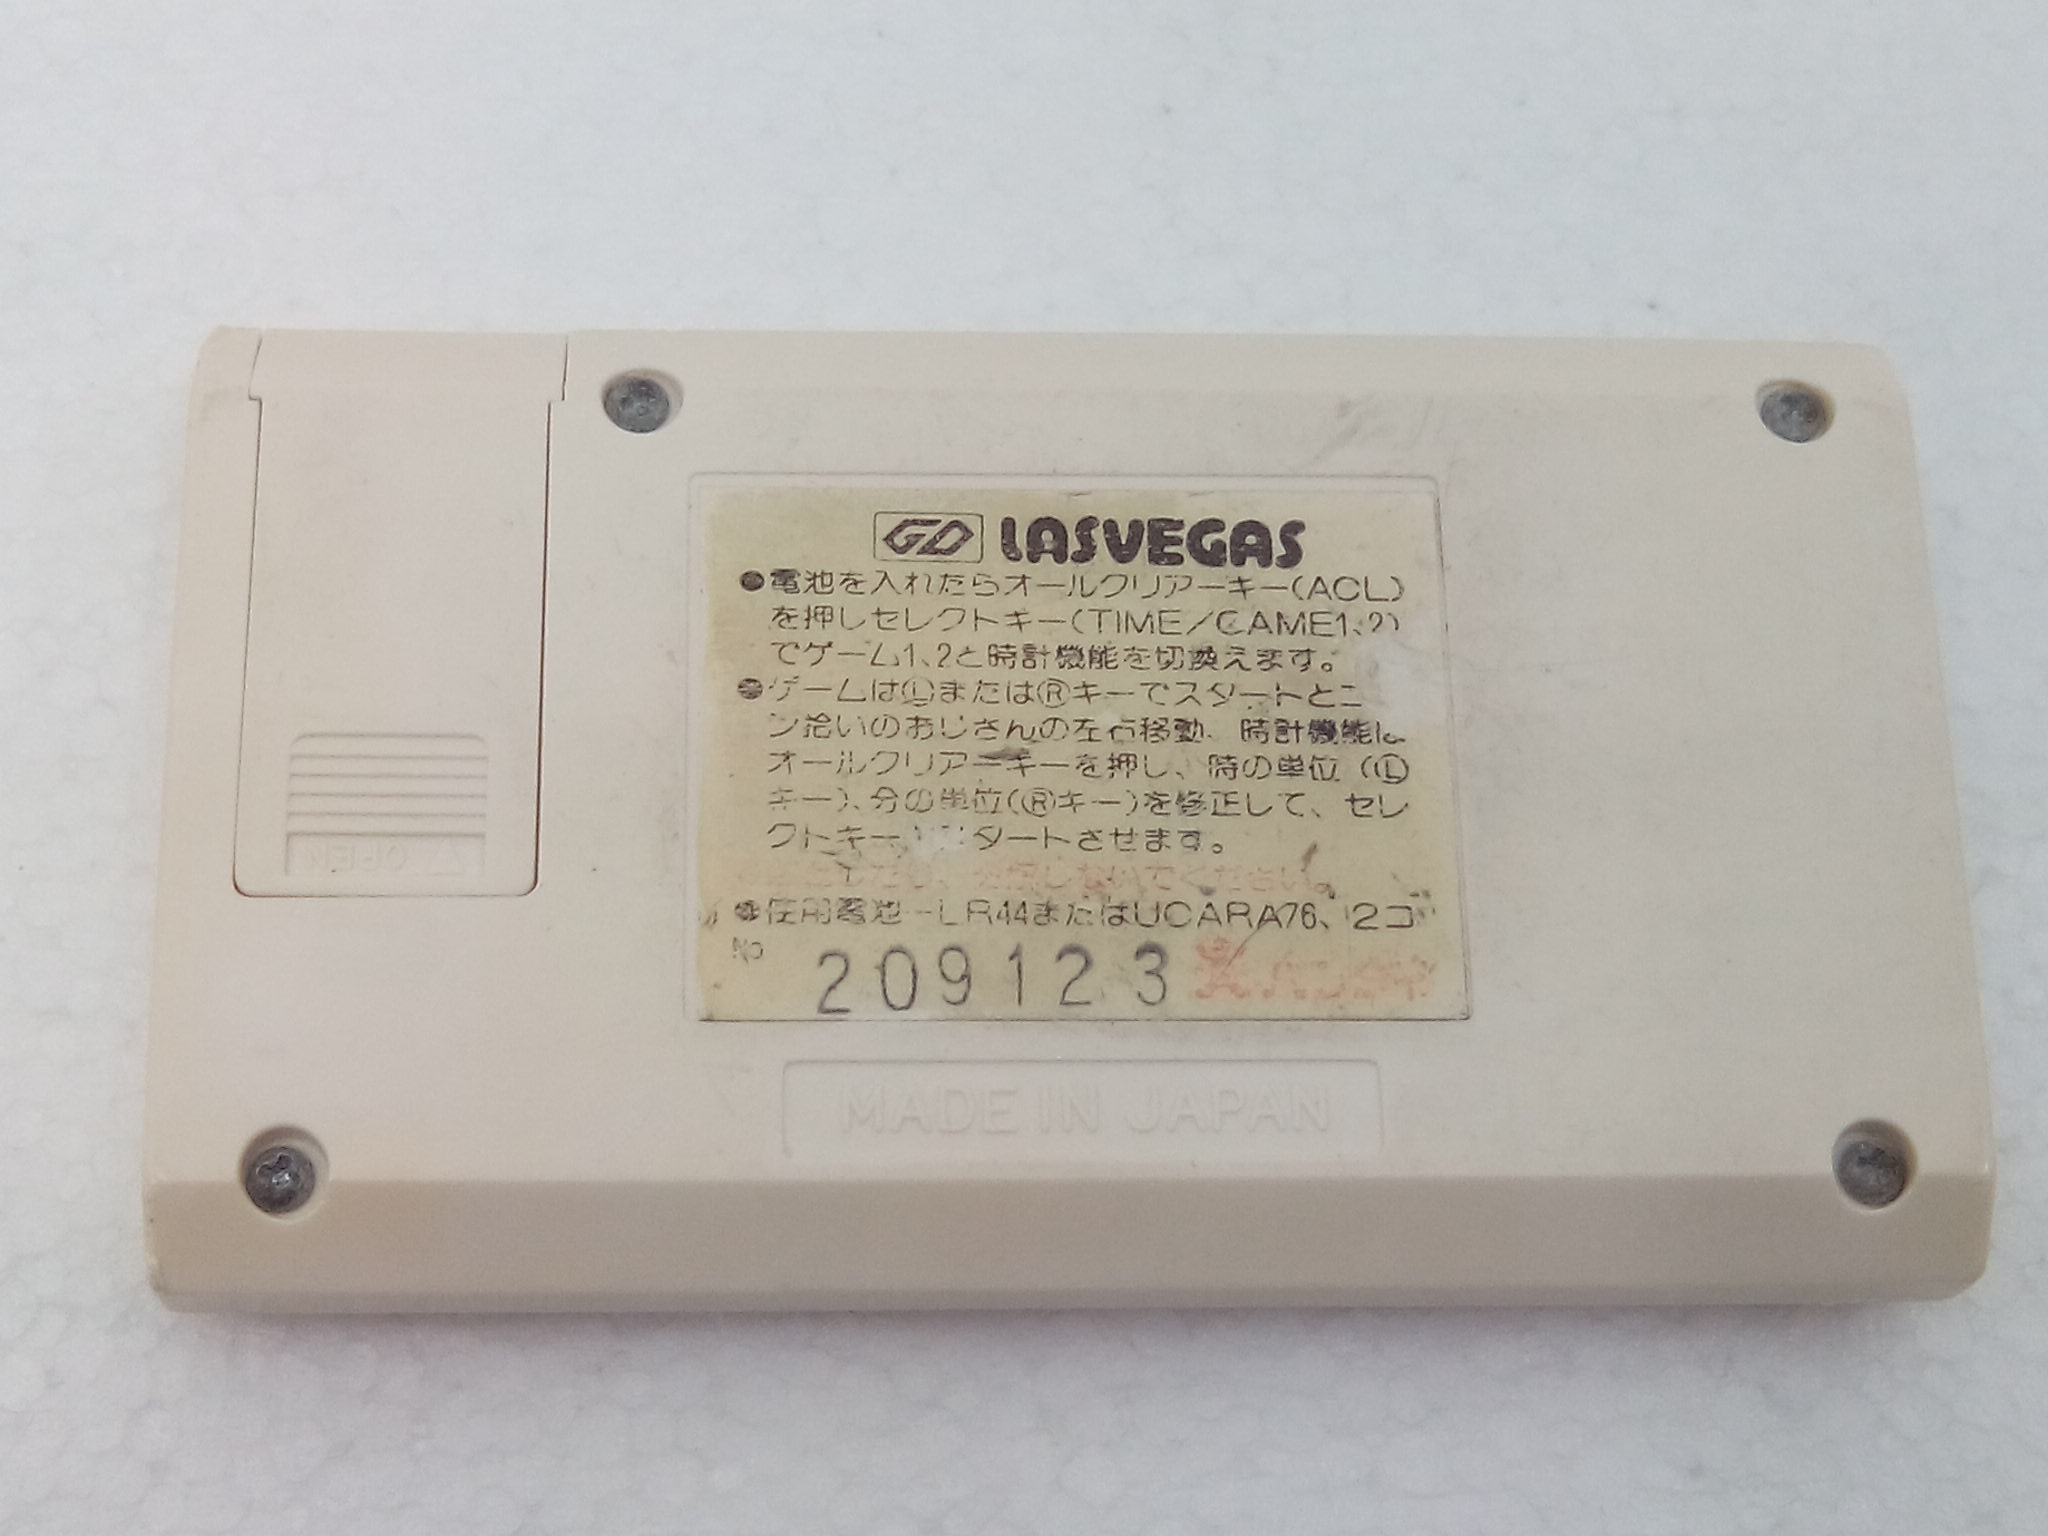 GD LASVEGAS
●電池を入れたらオールクリアーキー(ACL)
を押しセレクトキー(TIME/GAME1、2)
でゲーム1、2と時計機能を切換えます。
●ゲームはⓁまたはⓇキーでスタートとコ
ン拾いのおじさんの左右移動、時計機能は
オールクリアーキーを押し、時の単位(Ⓛ
キー)、分の単位(Ⓡキー)を修正して、セレ
クトキー スタートさせます。
しないでください。
●使用電池-LR44またはUCARA76、2コ
No 209123
MADE IN JAPAN
OPEN